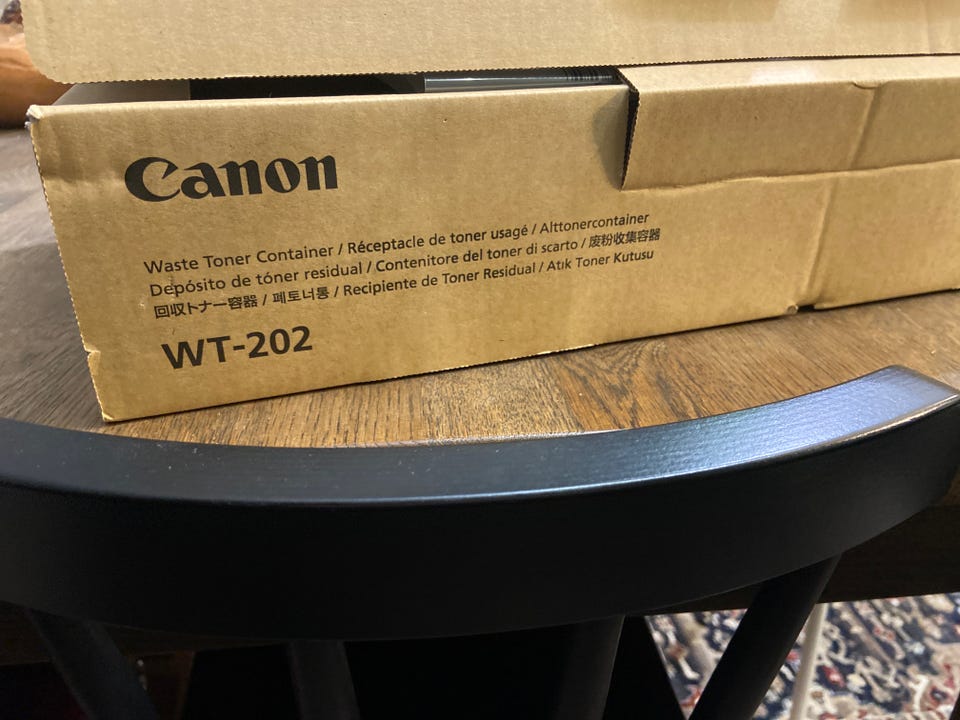 Canon
Waste Toner Container / Réceptacle de toner usagé / Alttonercontainer
Depósito de tóner residual / Contenitore del toner di scarto / 废粉收集容器
回収トナー容器 / 폐토너통 / Recipiente de Toner Residual / Atık Toner Kutusu
WT-202